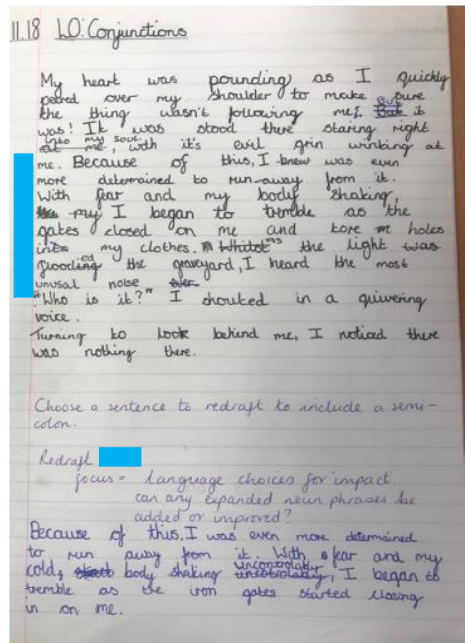 11.18 LO: Conjunctions
My heart was pounding as I quickly
peered over my shoulder to make sure
the thing wasn't following me; But it
was! It was stood there staring right
into my soul, with it's evil grin winking at
me. Because of this, I knew was even
more determined to run away from it.
With fear and my body shaking,
my I began to tremble as the
gates closed on me and tore holes
into my clothes. as the light was
flooded the graveyard, I heard the most
unusal noise ever.
"Who is it?" I shouted in a quivering
voice.
Turning to look behind me, I noticed there
was nothing there.
Choose a sentence to redraft to include a semi-
colon.
Redraft
focus = language choices for impact.
can any expanded noun phrases be
added or improved?
Because of this, I was even more determined
to run away from it. With fear and my
cold, body shaking uncontrolably, I began to
tremble as the iron gates started closing
in on me.